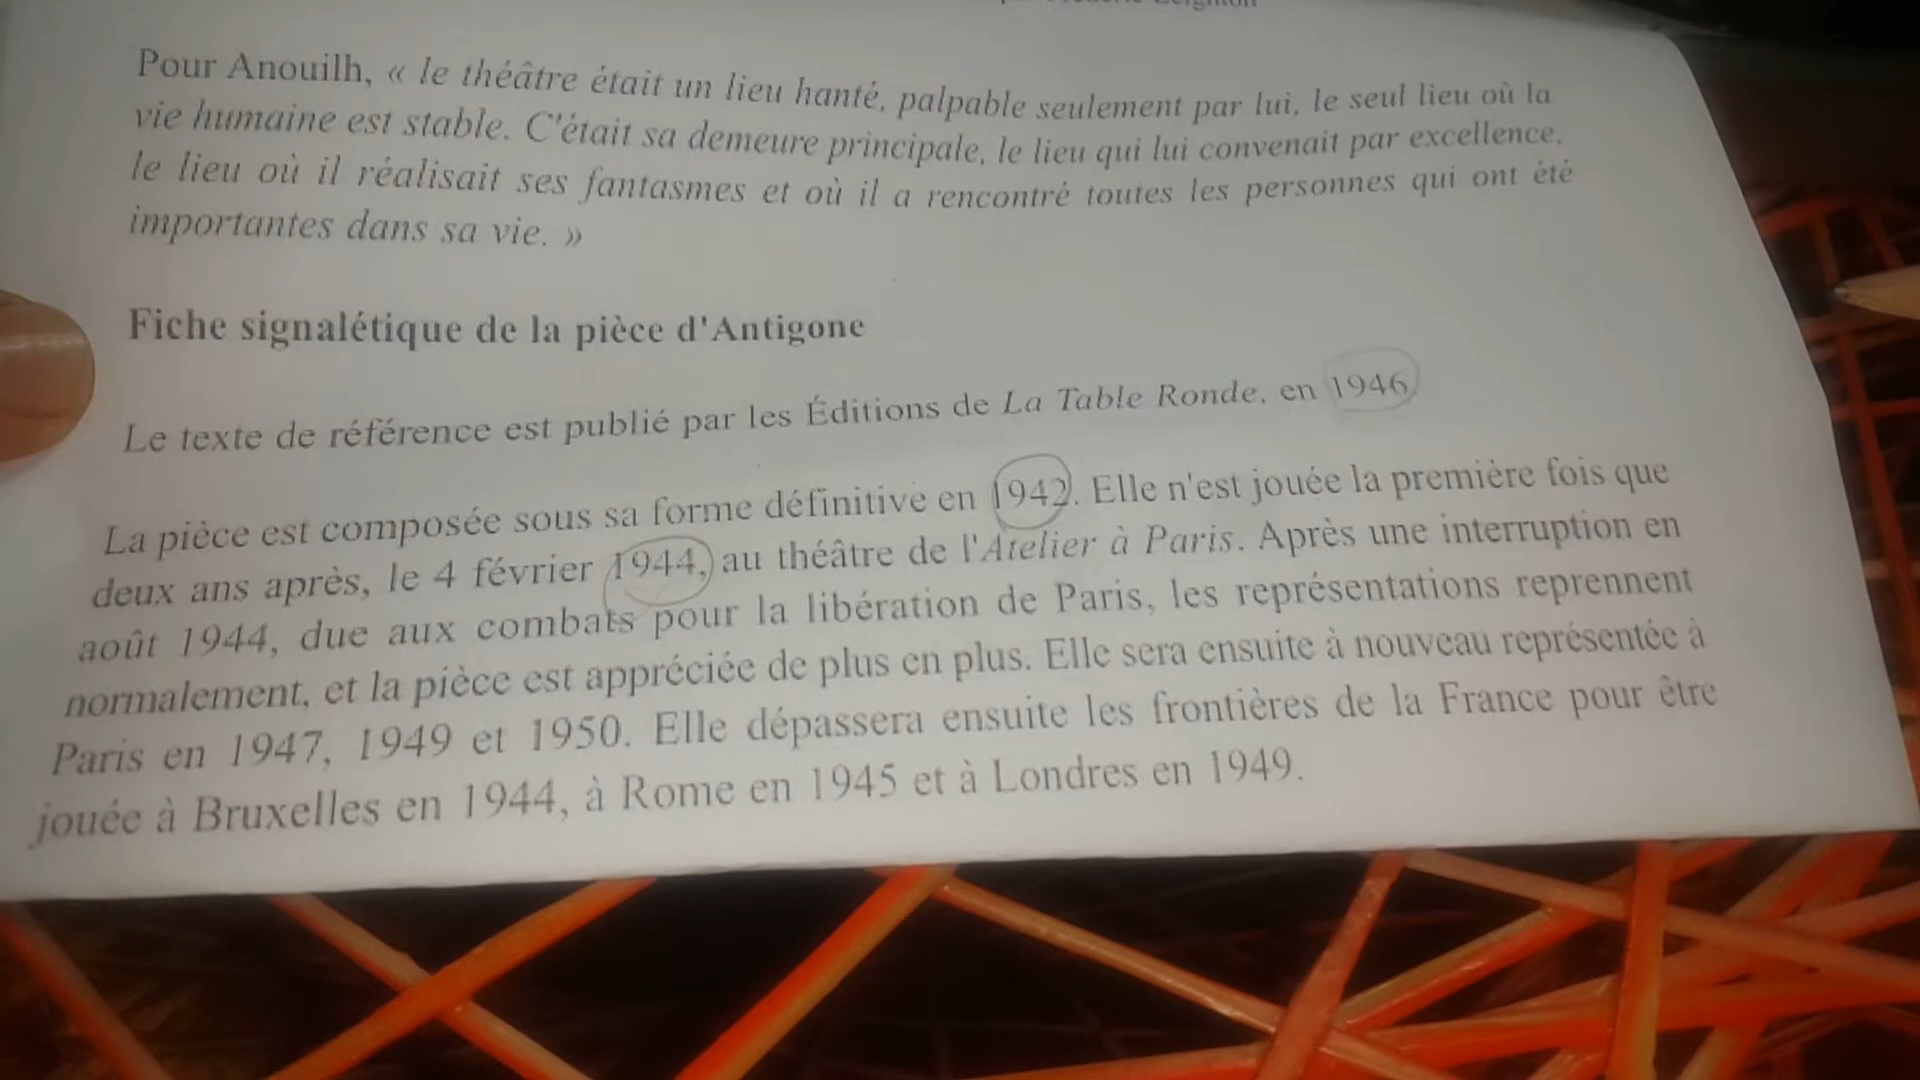 Pour Anouilh, « le théâtre était un lieu hanté, palpable seulement par lui, le seul lieu où la
vie humaine est stable. C'était sa demeure principale, le lieu qui lui convenait par excellence,
le lieu où il réalisait ses fantasmes et où il a rencontré toutes les personnes qui ont été
importantes dans sa vie. »
Fiche signalétique de la pièce d'Antigone
Le texte de référence est publié par les Éditions de La Table Ronde, en 1946
La pièce est composée sous sa forme définitive en 1942. Elle n'est jouée la première fois que
deux ans après, le 4 février 1944, au théâtre de l'Atelier à Paris. Après une interruption en
août 1944, due aux combats pour la libération de Paris, les représentations reprennent
normalement, et la pièce est appréciée de plus en plus. Elle sera ensuite à nouveau représentée à
Paris en 1947, 1949 et 1950. Elle dépassera ensuite les frontières de la France pour être
jouée à Bruxelles en 1944, à Rome en 1945 et à Londres en 1949.